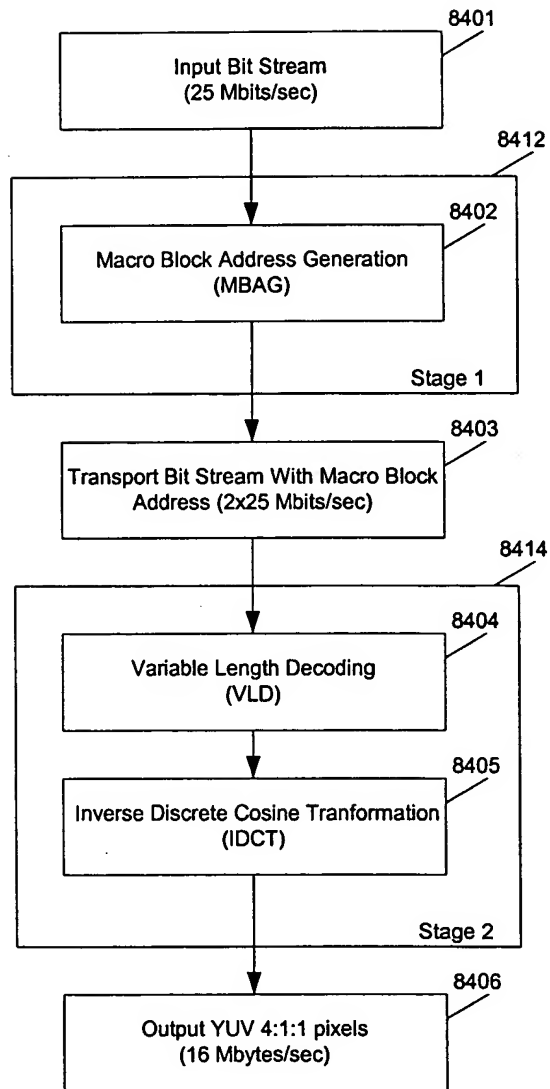 8401
Input Bit Stream
(25 Mbits/sec)
8412
8402
Macro Block Address Generation
(MBAG)
Stage 1
8403
Transport Bit Stream With Macro Block
Address (2x25 Mbits/sec)
8414
8404
Variable Length Decoding
(VLD)
8405
Inverse Discrete Cosine Tranformation
(IDCT)
Stage 2
8406
Output YUV 4:1:1 pixels
(16 Mbytes/sec)